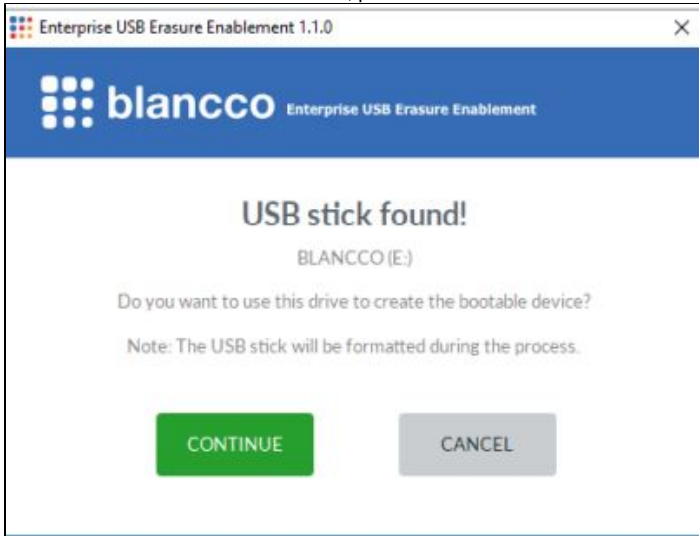 Enterprise USB Erasure Enablement 1.1.0
blancco Enterprise USB Erasure Enablement
USB stick found!
BLANCCO (E:)
Do you want to use this drive to create the bootable device?
Note: The USB stick will be formatted during the process.
CONTINUE CANCEL